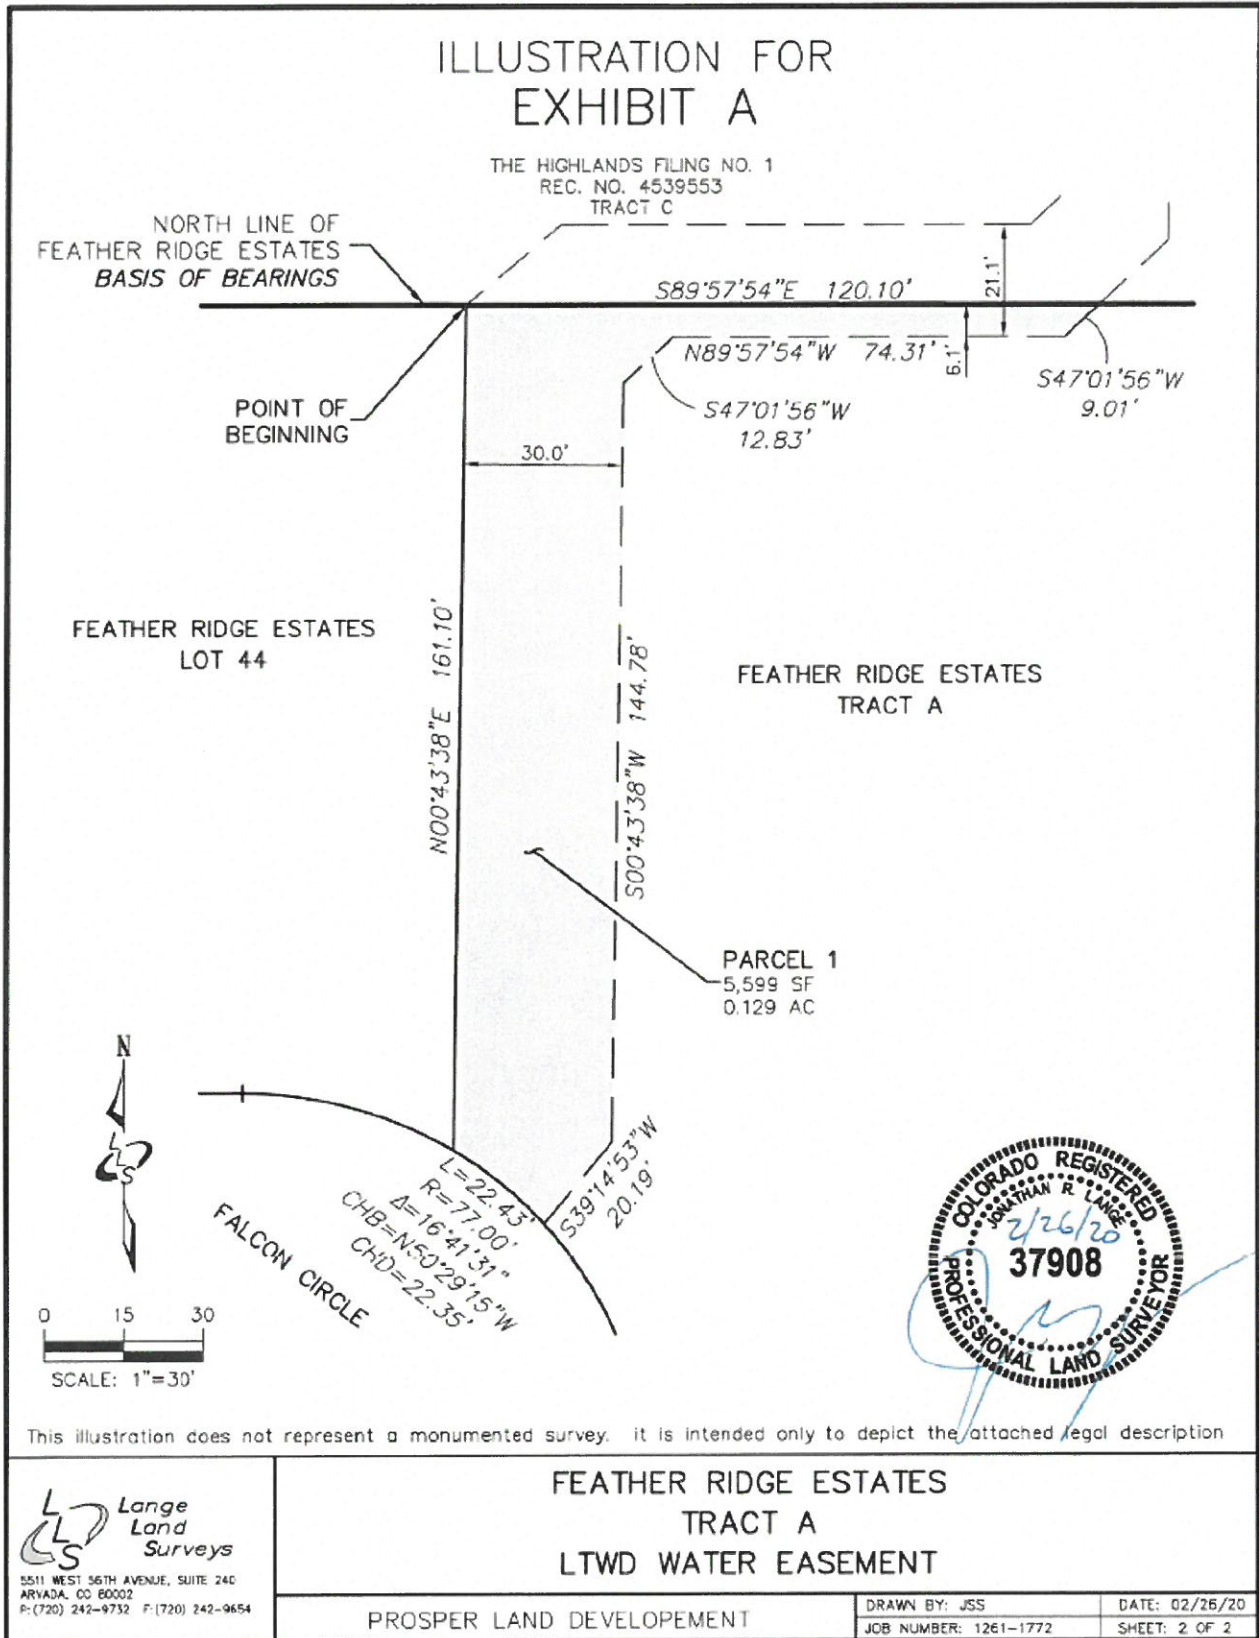 ILLUSTRATION FOR
EXHIBIT A
THE HIGHLANDS FILING NO. 1
REC. NO. 4539553
TRACT C
NORTH LINE OF
FEATHER RIDGE ESTATES
BASIS OF BEARINGS
S89°57'54"E 120.10'
21.1'
N89°57'54"W 74.31'
6.1'
S47°01'56"W
9.01'
POINT OF
BEGINNING
S47°01'56"W
12.83'
30.0'
FEATHER RIDGE ESTATES
LOT 44
N00°43'38"E 161.10'
S00°43'38"W 144.78'
FEATHER RIDGE ESTATES
TRACT A
PARCEL 1
5,599 SF
0.129 AC
N
LLS
L=22.43'
R=77.00'
Δ=16°41'31"
CHB=N50°29'15"W
CHD=22.35'
S39°14'53"W
20.19'
FALCON CIRCLE
0 15 30
SCALE: 1"=30'
COLORADO REGISTERED
JONATHAN R. LANGE
2/26/20
37908
PROFESSIONAL LAND SURVEYOR
This illustration does not represent a monumented survey. it is intended only to depict the attached legal description
LLS
Lange
Land
Surveys
5511 WEST 56TH AVENUE, SUITE 240
ARVADA, CO 80002
P:(720) 242-9732 F:(720) 242-9654
FEATHER RIDGE ESTATES
TRACT A
LTWD WATER EASEMENT
PROSPER LAND DEVELOPEMENT
DRAWN BY: JSS
DATE: 02/26/20
JOB NUMBER: 1261-1772
SHEET: 2 OF 2